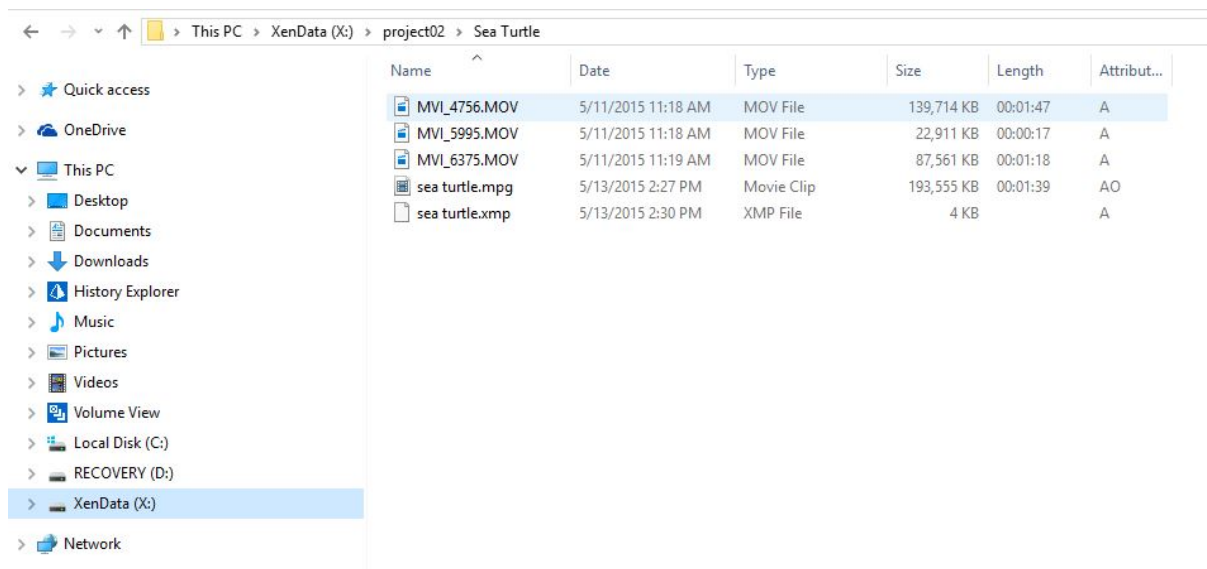 This PC > XenData (X:) > project02 > Sea Turtle
Quick access
OneDrive
This PC
Desktop
Documents
Downloads
History Explorer
Music
Pictures
Videos
Volume View
Local Disk (C:)
RECOVERY (D:)
XenData (X:)
Network
Name Date Type Size Length Attribut...
MVI_4756.MOV 5/11/2015 11:18 AM MOV File 139,714 KB 00:01:47 A
MVI_5995.MOV 5/11/2015 11:18 AM MOV File 22,911 KB 00:00:17 A
MVI_6375.MOV 5/11/2015 11:19 AM MOV File 87,561 KB 00:01:18 A
sea turtle.mpg 5/13/2015 2:27 PM Movie Clip 193,555 KB 00:01:39 AO
sea turtle.xmp 5/13/2015 2:30 PM XMP File 4 KB A